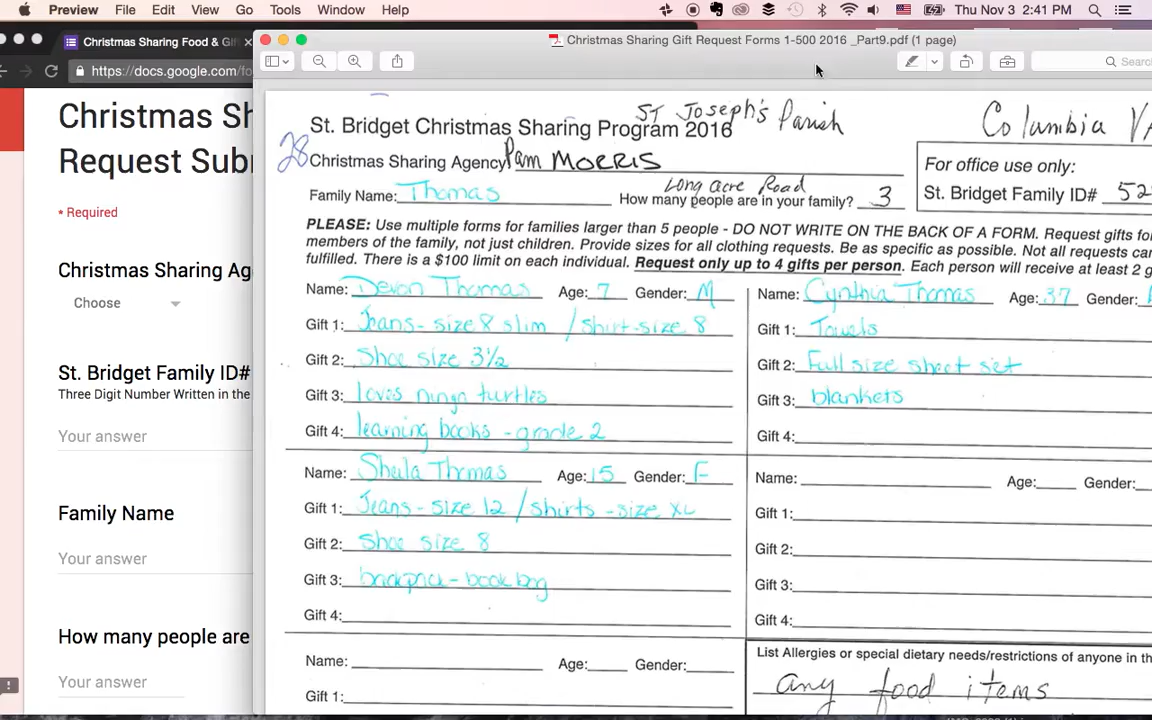 Preview File Edit View Go Tools Window Help Thu Nov 3 2:41 PM
Christmas Sharing Food & Gi
https://docs.google.com/fo
Christmas Sharing Gift Request Forms 1-500 2016 _Part9.pdf (1 page)
Search
Christmas Sh
Request Subr
* Required
Christmas Sharing Ag
Choose
St. Bridget Family ID#
Three Digit Number Written in the
Your answer
Family Name
Your answer
How many people are
Your answer
St. Joseph's Parish
Columbia VA
St. Bridget Christmas Sharing Program 2016
28
Christmas Sharing Agency Pam Morris
For office use only:
St. Bridget Family ID# 52
Long acre Road
Family Name: Thomas How many people are in your family? 3
PLEASE: Use multiple forms for families larger than 5 people - DO NOT WRITE ON THE BACK OF A FORM. Request gifts for
members of the family, not just children. Provide sizes for all clothing requests. Be as specific as possible. Not all requests can
fulfilled. There is a $100 limit on each individual. Request only up to 4 gifts per person. Each person will receive at least 2 g
Name: Devon Thomas Age: 7 Gender: M
Gift 1: Jeans - size 8 slim / shirt-size 8
Gift 2: Shoe size 3½
Gift 3: loves ninga turtles
Gift 4: learning books - grade 2
Name: Cynthia Thomas Age: 37 Gender:
Gift 1: Towels
Gift 2: Full size sheet set
Gift 3: blankets
Gift 4:
Name: Sheila Thomas Age: 15 Gender: F
Gift 1: Jeans - size 12 / shirts - size XL
Gift 2: Shoe size 8
Gift 3: backpack - book bag
Gift 4:
Name: Age: Gender:
Gift 1:
Gift 2:
Gift 3:
Gift 4:
Name: Age: Gender:
Gift 1:
List Allergies or special dietary needs/restrictions of anyone in th
any food items